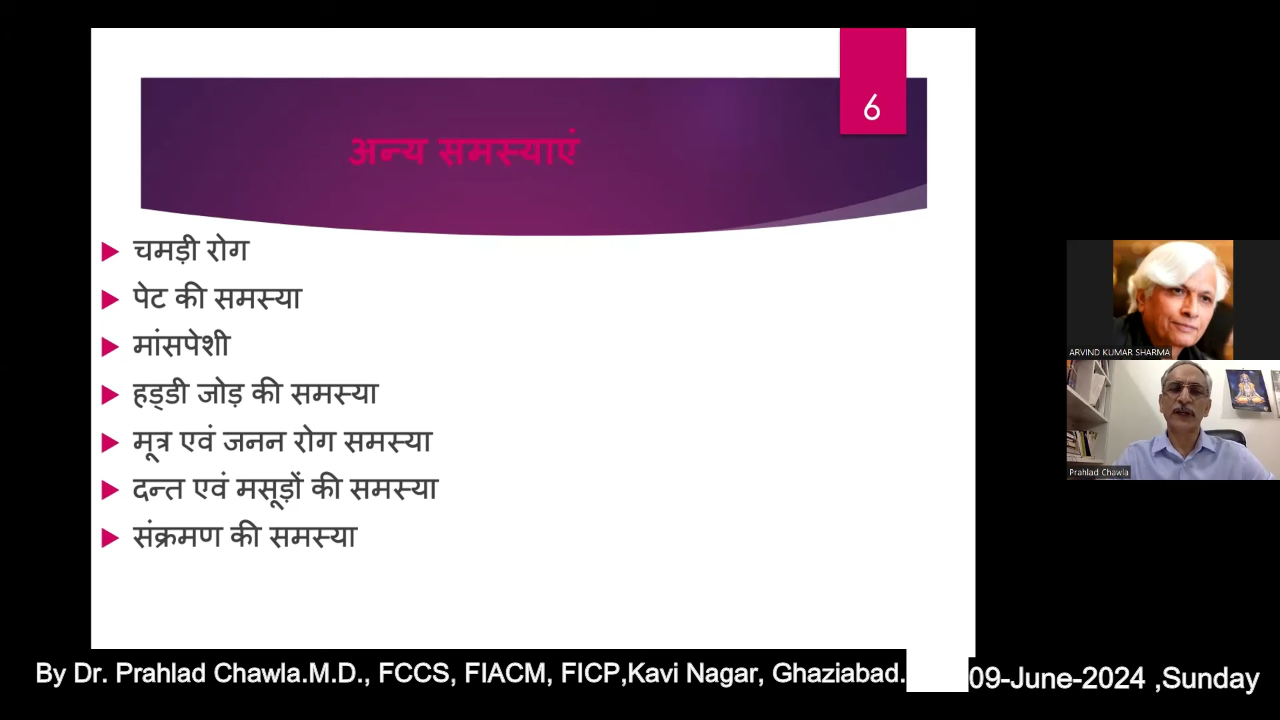 6
अन्य समस्याएं
चमड़ी रोग
पेट की समस्या
मांसपेशी
हड्डी जोड़ की समस्या
मूत्र एवं जनन रोग समस्या
दन्त एवं मसूड़ों की समस्या
संक्रमण की समस्या
ARVIND KUMAR SHARMA
Prahlad Chawla
By Dr. Prahlad Chawla.M.D., FCCS, FIACM, FICP,Kavi Nagar, Ghaziabad.
09-June-2024 ,Sunday